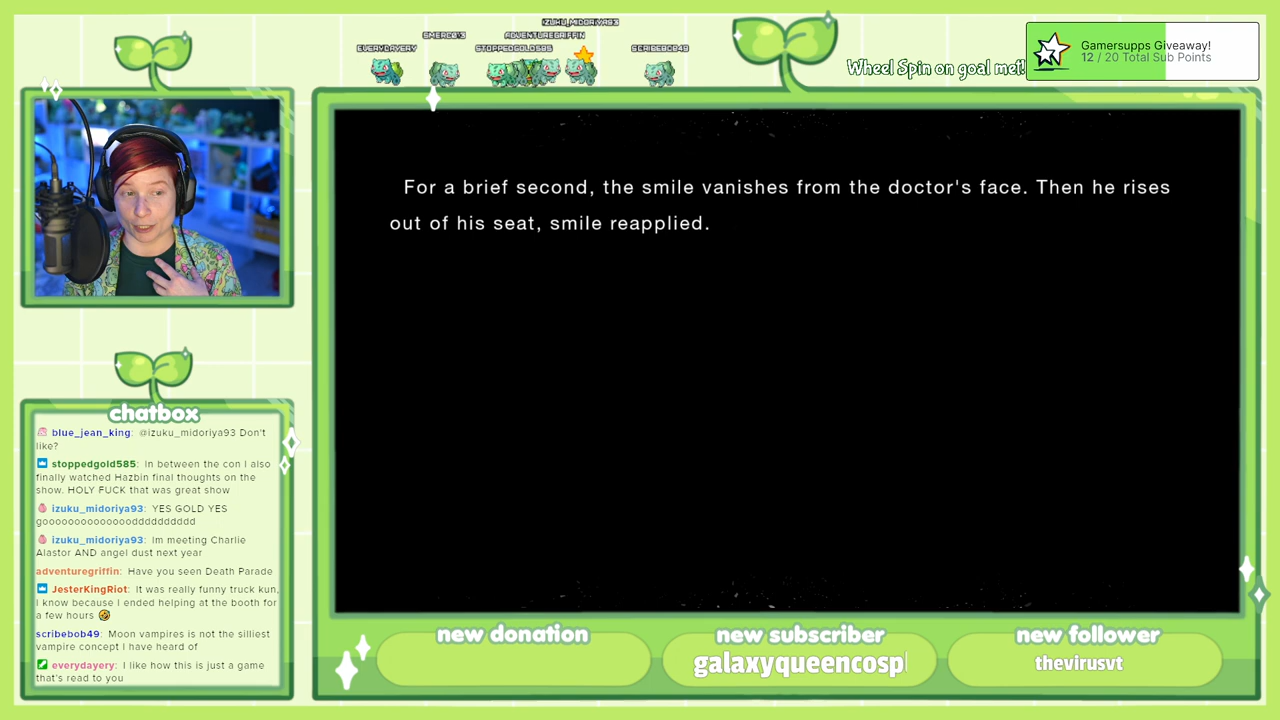 IZUKU_MIDORIYA93
SMERC013
ADVENTUREGRIFFIN
EVERYDAYERY
STOPPEDGOLD585
SCRIBEBOB49
Wheel Spin on goal met!
Gamersupps Giveaway!
12 / 20 Total Sub Points
For a brief second, the smile vanishes from the doctor's face. Then he rises
out of his seat, smile reapplied.
chatbox
blue_jean_king: @izuku_midoriya93 Don't
like?
stoppedgold585: In between the con I also
finally watched Hazbin final thoughts on the
show. HOLY FUCK that was great show
izuku_midoriya93: YES GOLD YES
gooooooooooooooddddddddd
izuku_midoriya93: Im meeting Charlie
Alastor AND angel dust next year
adventuregriffin: Have you seen Death Parade
JesterKingRiot: It was really funny truck kun,
I know because I ended helping at the booth for
a few hours
scribebob49: Moon vampires is not the silliest
vampire concept I have heard of
everydayery: I like how this is just a game
that's read to you
new donation
new subscriber
galaxyqueencosp
new follower
thevirusvt